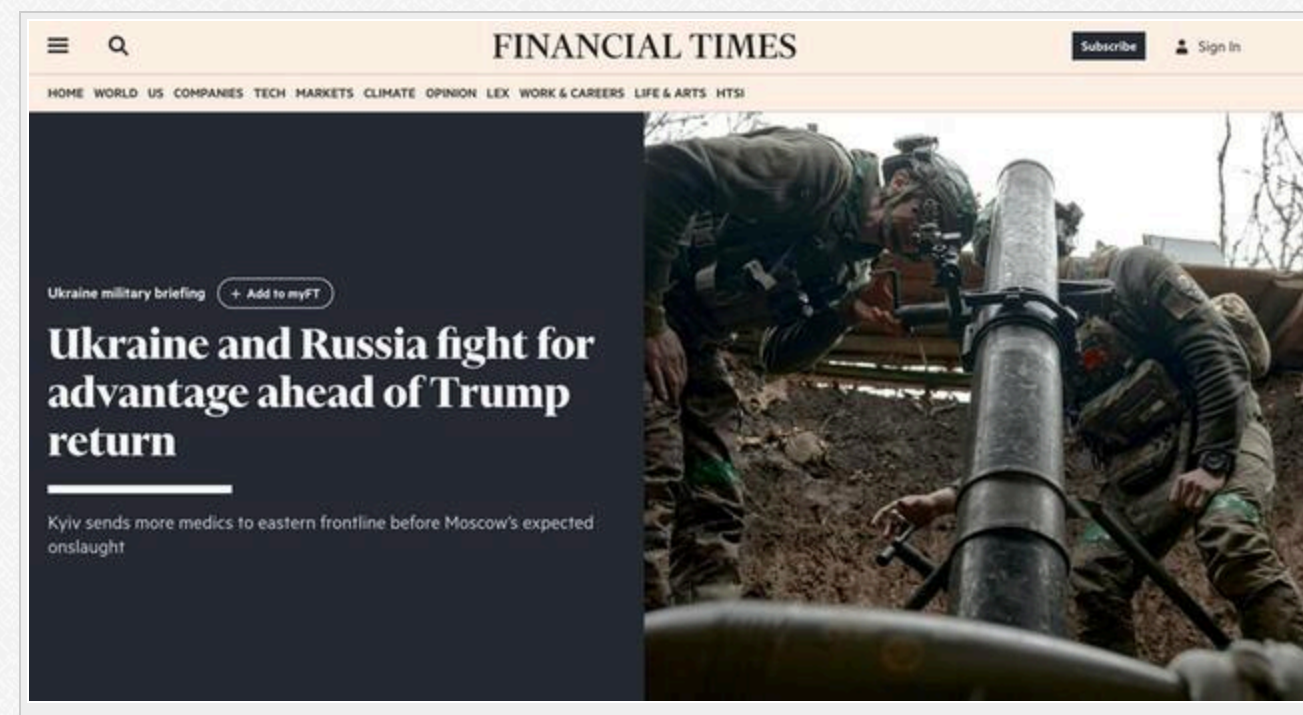 FINANCIAL TIMES
Subscribe
Sign In
HOME WORLD US COMPANIES TECH MARKETS CLIMATE OPINION LEX WORK & CAREERS LIFE & ARTS HTSI
Ukraine military briefing + Add to myFT
Ukraine and Russia fight for
advantage ahead of Trump
return
Kyiv sends more medics to eastern frontline before Moscow's expected
onslaught